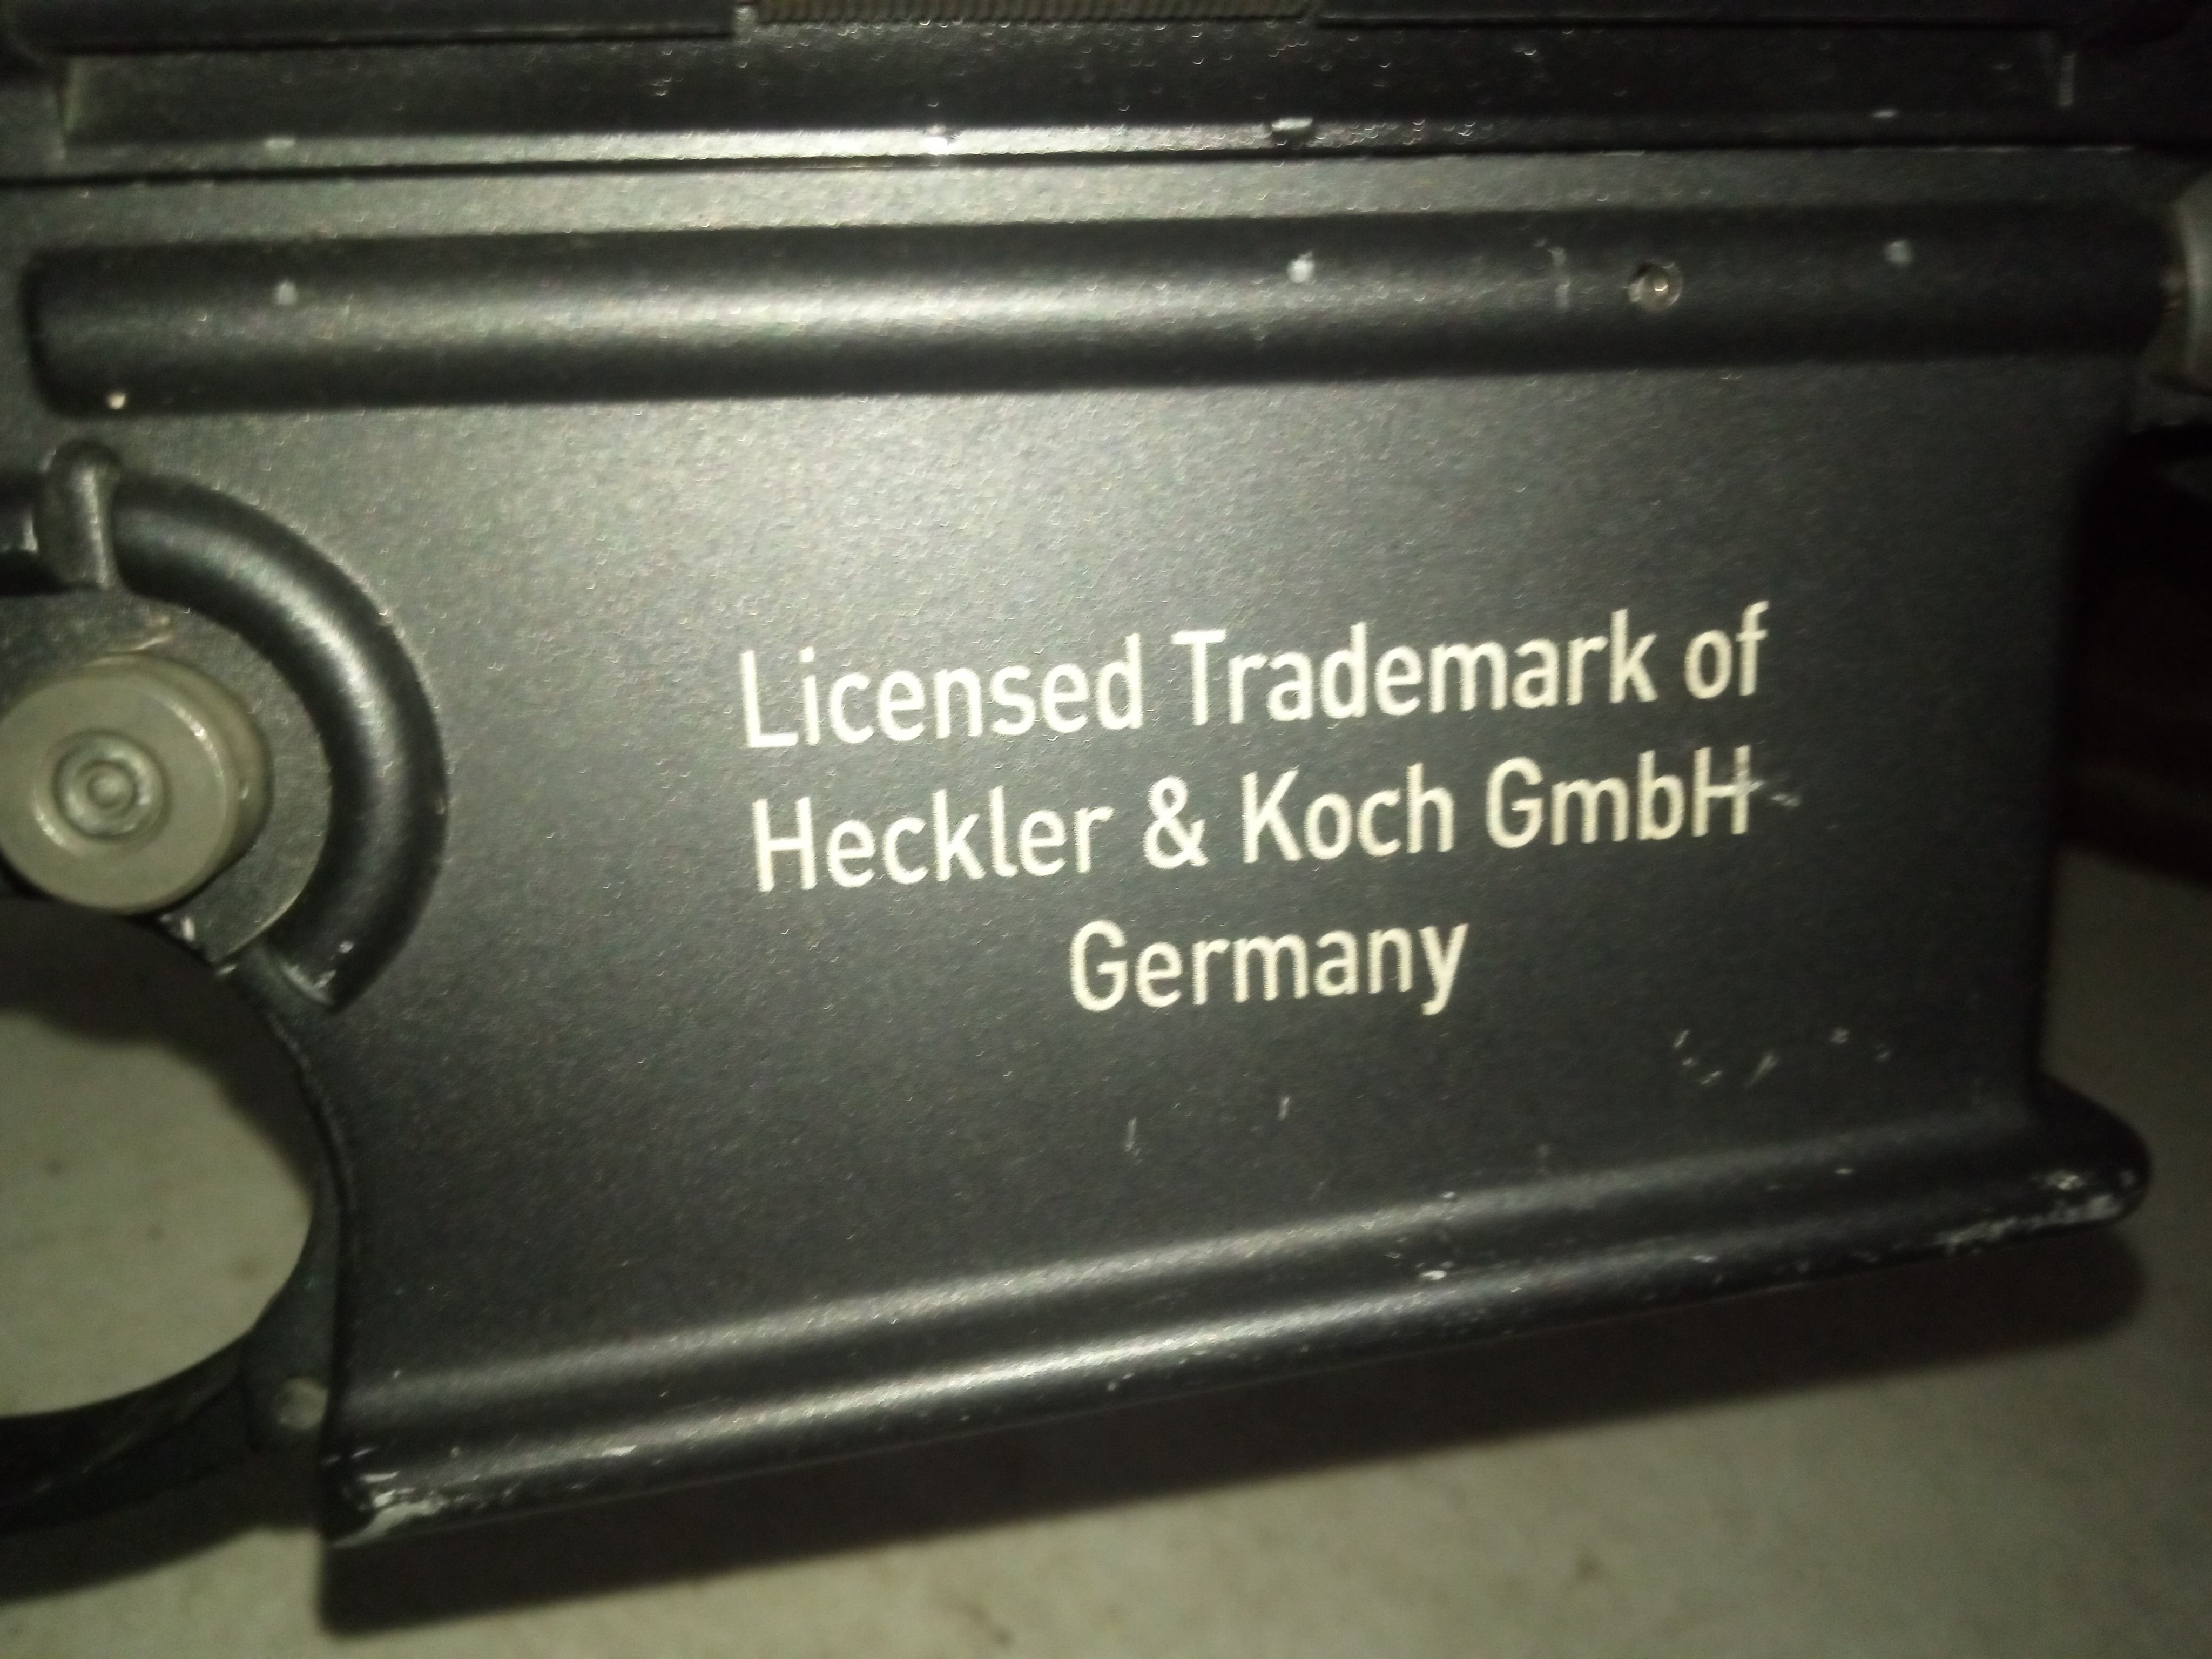 Licensed Trademark of
Heckler & Koch GmbH
Germany